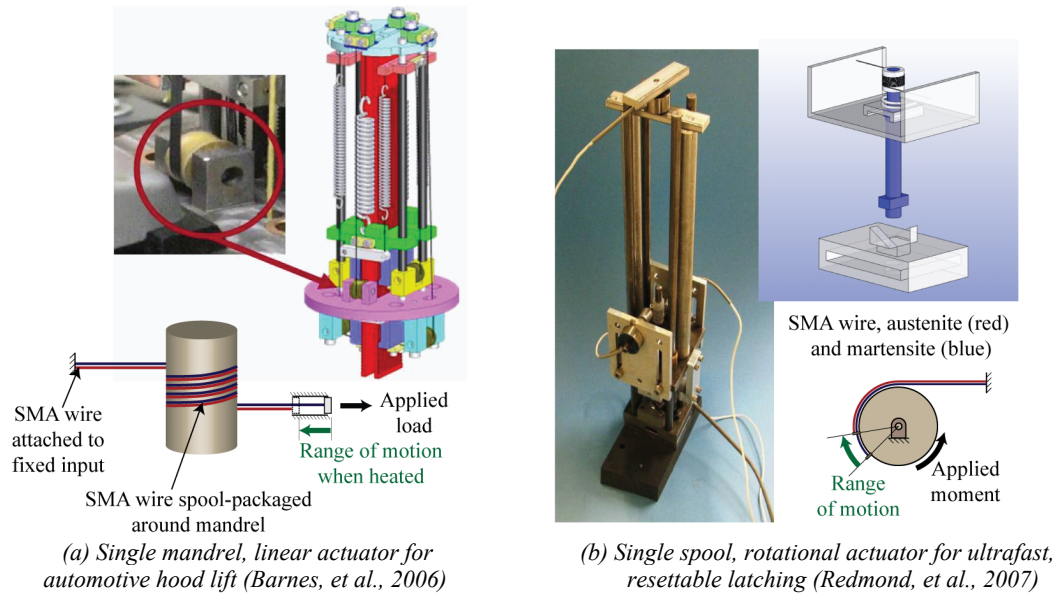 SMA wire
attached to
fixed input
Applied
load
Range of motion
when heated
SMA wire spool-packaged
around mandrel
(a) Single mandrel, linear actuator for
automotive hood lift (Barnes, et al., 2006)
SMA wire, austenite (red)
and martensite (blue)
Range
of motion
Applied
moment
(b) Single spool, rotational actuator for ultrafast,
resettable latching (Redmond, et al., 2007)